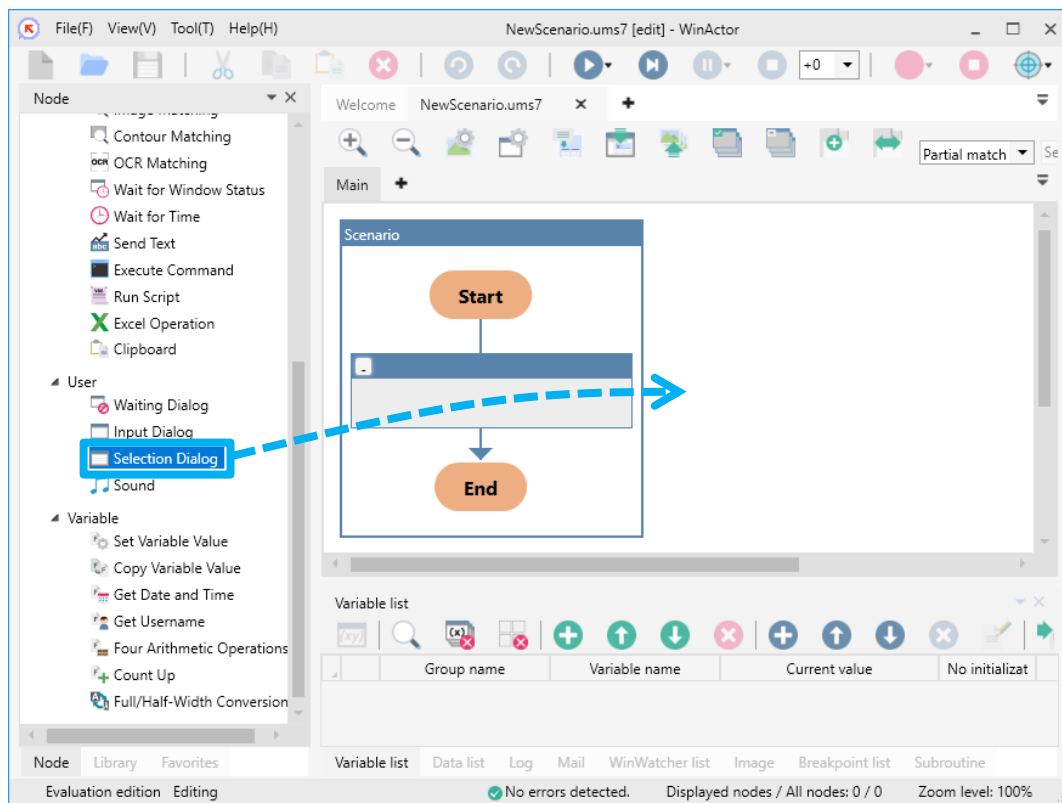 File(F) View(V) Tool(T) Help(H) NewScenario.ums7 [edit] - WinActor
+0
Node
Welcome NewScenario.ums7
Contour Matching
OCR Matching
Wait for Window Status
Wait for Time
Send Text
Execute Command
Run Script
Excel Operation
Clipboard
User
Waiting Dialog
Input Dialog
Selection Dialog
Sound
Variable
Set Variable Value
Copy Variable Value
Get Date and Time
Get Username
Four Arithmetic Operations
Count Up
Full/Half-Width Conversion
Node Library Favorites
Partial match Se
Main
Scenario
Start
End
Variable list
Group name Variable name Current value No initializat
Variable list Data list Log Mail WinWatcher list Image Breakpoint list Subroutine
Evaluation edition Editing No errors detected. Displayed nodes / All nodes: 0 / 0 Zoom level: 100%